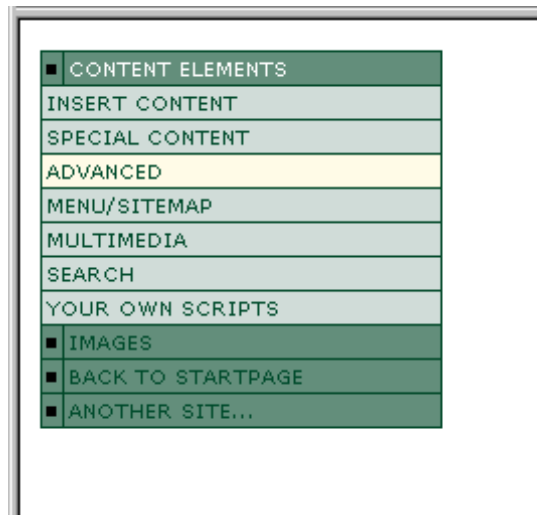 CONTENT ELEMENTS
INSERT CONTENT
SPECIAL CONTENT
ADVANCED
MENU/SITEMAP
MULTIMEDIA
SEARCH
YOUR OWN SCRIPTS
IMAGES
BACK TO STARTPAGE
ANOTHER SITE...